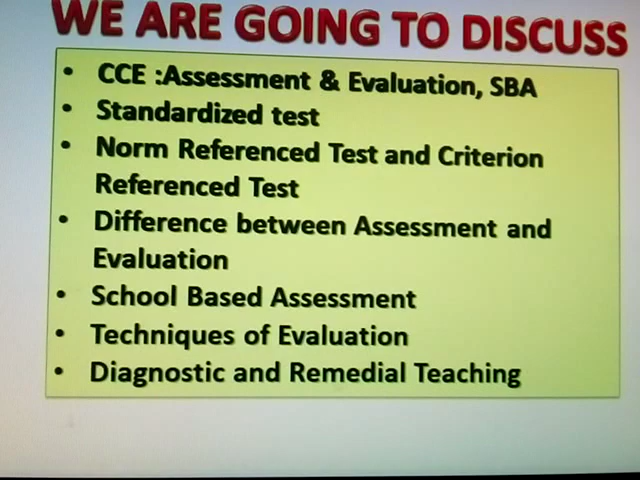 WE ARE GOING TO DISCUSS
• CCE :Assessment & Evaluation, SBA
• Standardized test
• Norm Referenced Test and Criterion
Referenced Test
• Difference between Assessment and
Evaluation
• School Based Assessment
• Techniques of Evaluation
• Diagnostic and Remedial Teaching